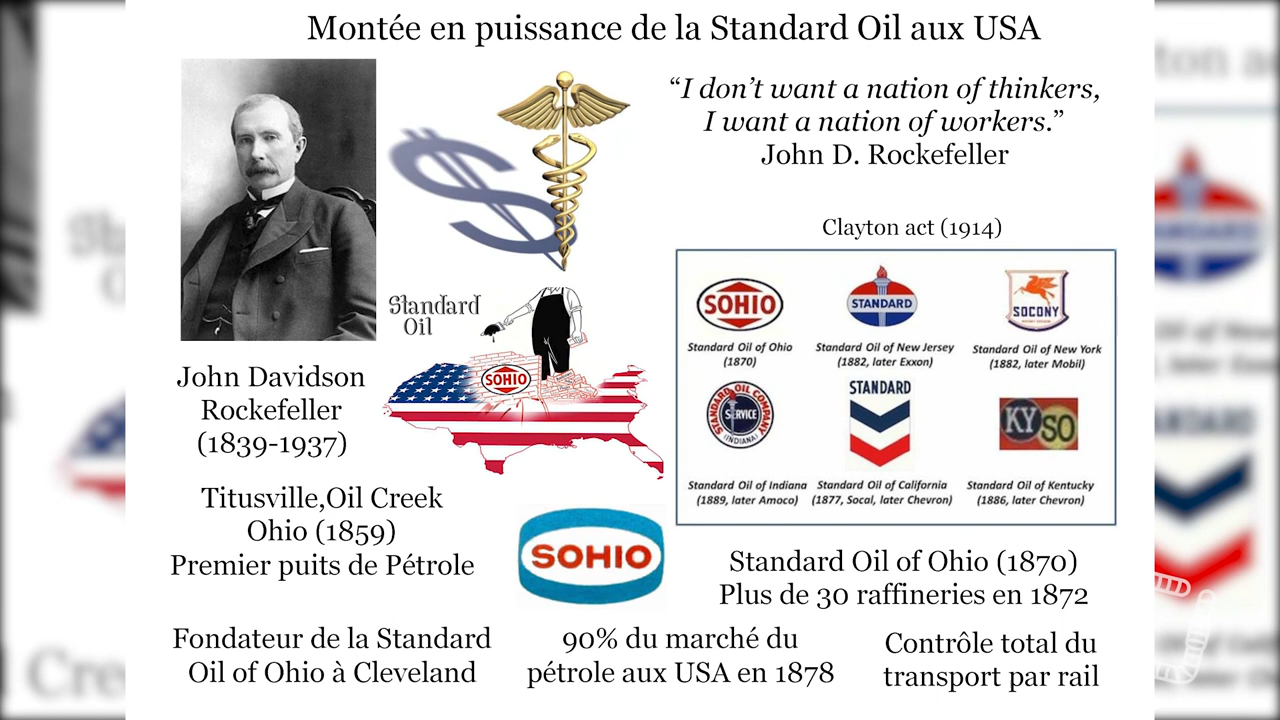 Montée en puissance de la Standard Oil aux USA
“I don’t want a nation of thinkers,
I want a nation of workers.”
John D. Rockefeller
Clayton act (1914)
SOHIO
STANDARD
SOCONY
Standard Oil of Ohio
(1870)
Standard Oil of New Jersey
(1882, later Exxon)
Standard Oil of New York
(1882, later Mobil)
STANDARD OIL COMPANY
SERVICE
(INDIANA)
STANDARD
KYSO
Standard Oil of Indiana
(1889, later Amoco)
Standard Oil of California
(1877, Socal, later Chevron)
Standard Oil of Kentucky
(1886, later Chevron)
Standard
Oil
SOHIO
John Davidson
Rockefeller
(1839-1937)
Titusville,Oil Creek
Ohio (1859)
Premier puits de Pétrole
SOHIO
Standard Oil of Ohio (1870)
Plus de 30 raffineries en 1872
Fondateur de la Standard
Oil of Ohio à Cleveland
90% du marché du
pétrole aux USA en 1878
Contrôle total du
transport par rail